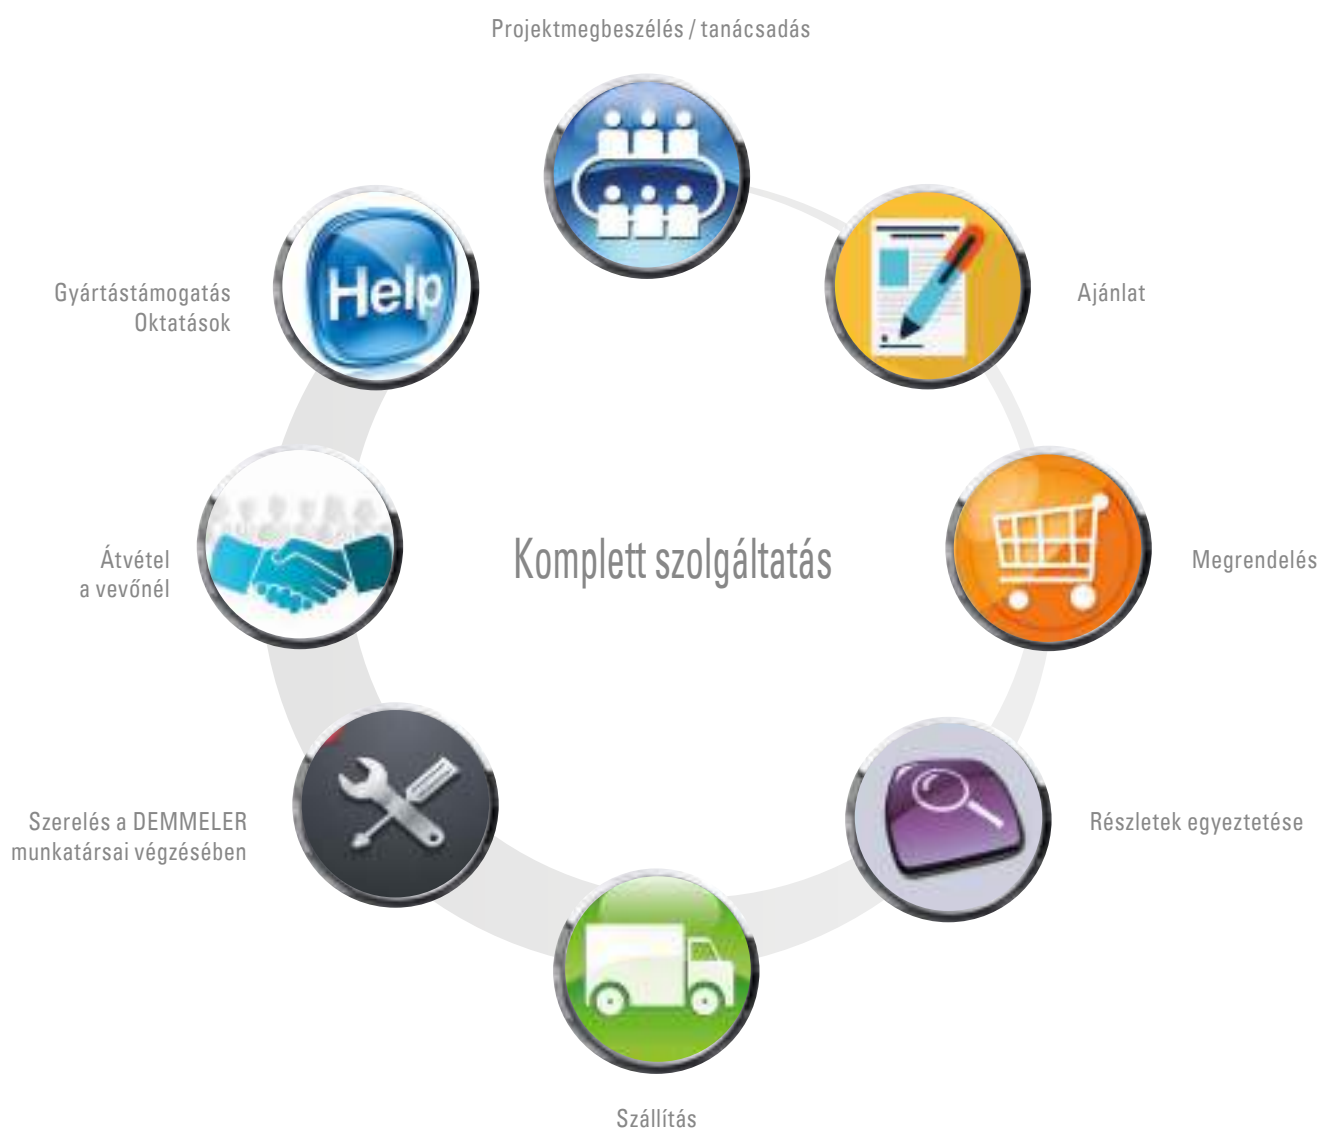 Projektmegbeszélés / tanácsadás
Ajánlat
Megrendelés
Részletek egyeztetése
Szállítás
Szerelés a DEMMELER
munkatársai végzésében
Átvétel
a vevőnél
Gyártástámogatás
Oktatások
Help
Komplett szolgáltatás